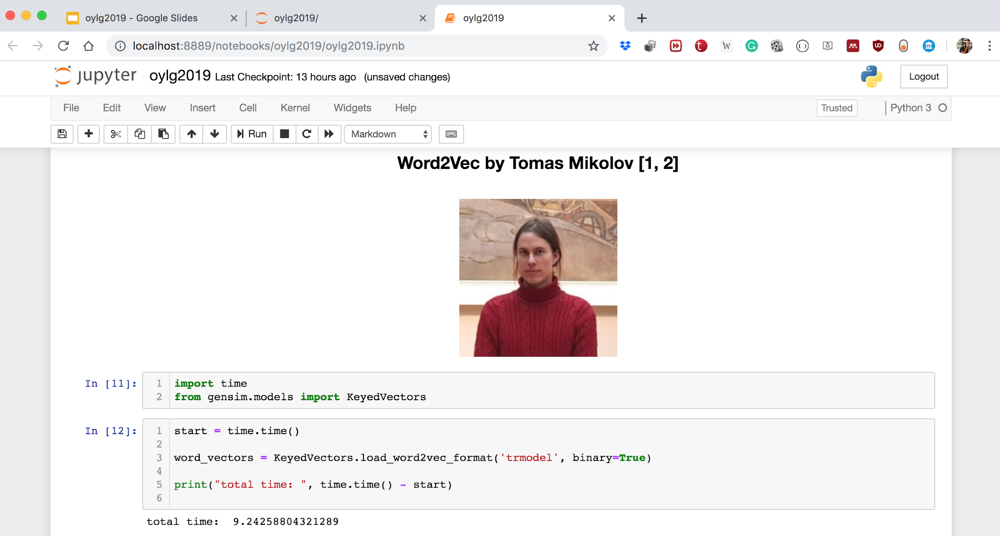 oylg2019 - Google Slides
oylg2019/
oylg2019
localhost:8889/notebooks/oylg2019/oylg2019.ipynb
jupyter oylg2019 Last Checkpoint: 13 hours ago (unsaved changes)
Logout
File Edit View Insert Cell Kernel Widgets Help
Trusted
Python 3
Run
Markdown
Word2Vec by Tomas Mikolov [1, 2]
In [11]:
1 import time
2 from gensim.models import KeyedVectors
In [12]:
1 start = time.time()
2
3 word_vectors = KeyedVectors.load_word2vec_format('trmodel', binary=True)
4
5 print("total time: ", time.time() - start)
6
total time:  9.24258804321289